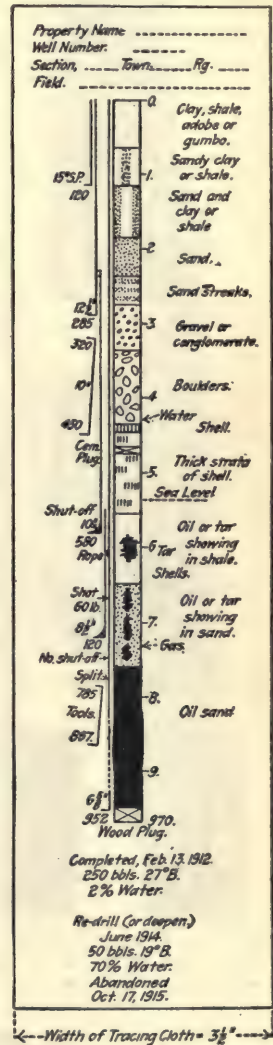 Property Name
Well Number.
Section, Town. Rg.
Field.
0.
Clay, shale,
adobe or
gumbo.
Sandy clay
or shale.
1.
15" S.P.
120
Sand and
clay or
shale
2
Sand.
Sand Streaks.
12½"
285
3
Gravel or
conglomerate.
320
10"
Boulders.
4
Water
450
Shell.
Cem.
Plug.
Thick strata
of shell.
5.
Sea Level
Shut-off
10"
580
Rope
6 Tar
Oil or tar
showing
in shale.
Shells.
Shot
60 lb.
Oil or tar
showing
in sand.
7.
8¼"
120
Gas.
No. shut-off
Split.
785
8.
Tools.
Oil sand
887
9.
6⅝"
952
970.
Wood Plug.
Completed, Feb. 13. 1912.
250 bbls. 27°B.
2% Water.
Re-drill (or deepen.)
June 1914.
50 bbls. 19°B.
70% Water.
Abandoned
Oct. 17, 1915.
Width of Tracing Cloth = 3½"